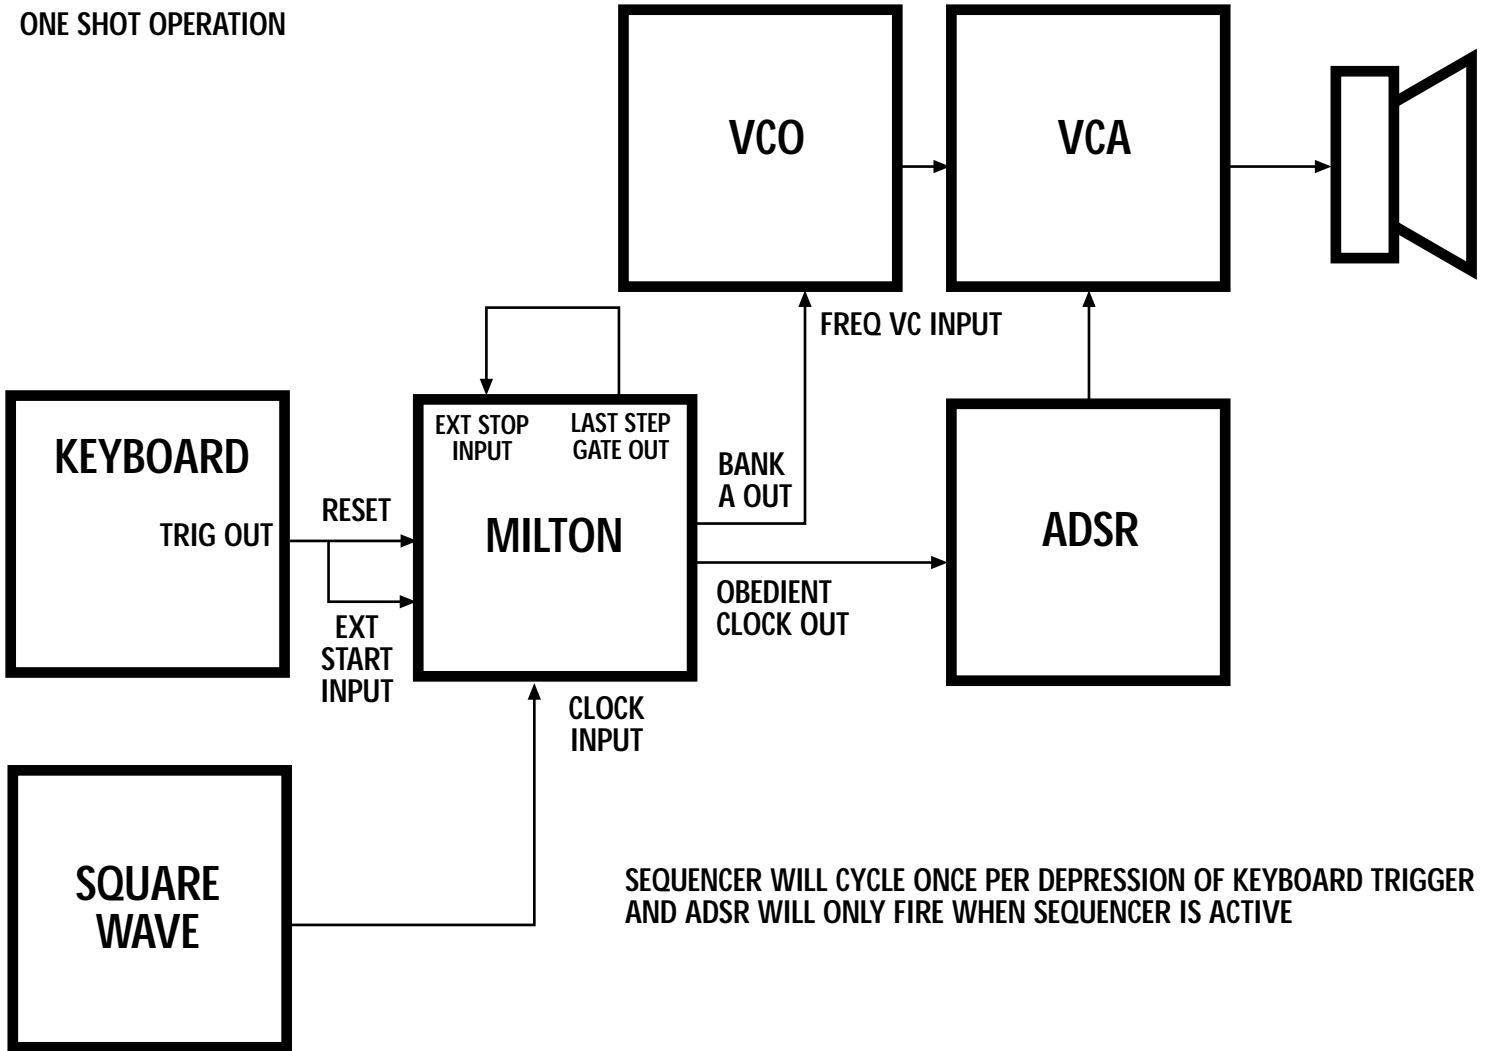 ONE SHOT OPERATION
VCO
VCA
FREQ VC INPUT
EXT STOP
INPUT
LAST STEP
GATE OUT
KEYBOARD
TRIG OUT
RESET
MILTON
BANK
A OUT
ADSR
OBEDIENT
CLOCK OUT
EXT
START
INPUT
CLOCK
INPUT
SQUARE
WAVE
SEQUENCER WILL CYCLE ONCE PER DEPRESSION OF KEYBOARD TRIGGER
AND ADSR WILL ONLY FIRE WHEN SEQUENCER IS ACTIVE